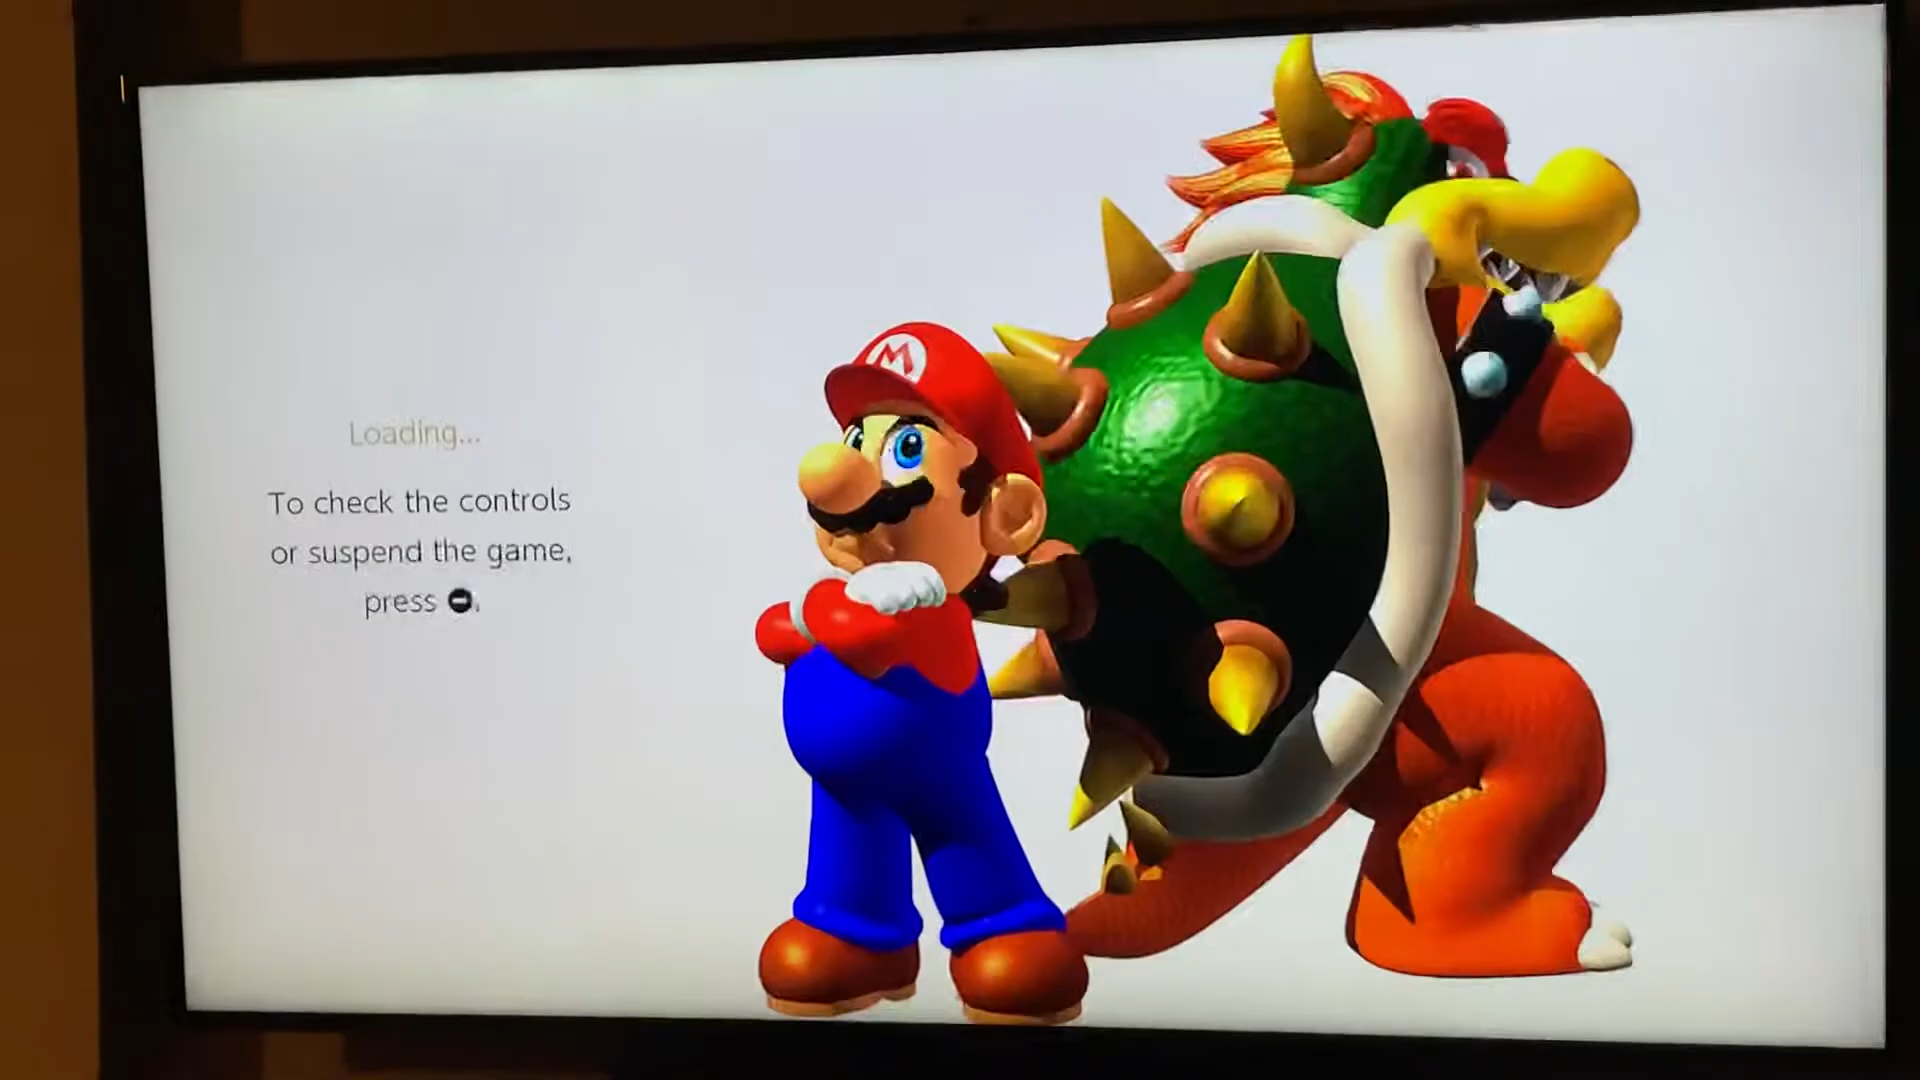 Loading...
To check the controls
or suspend the game,
press
M